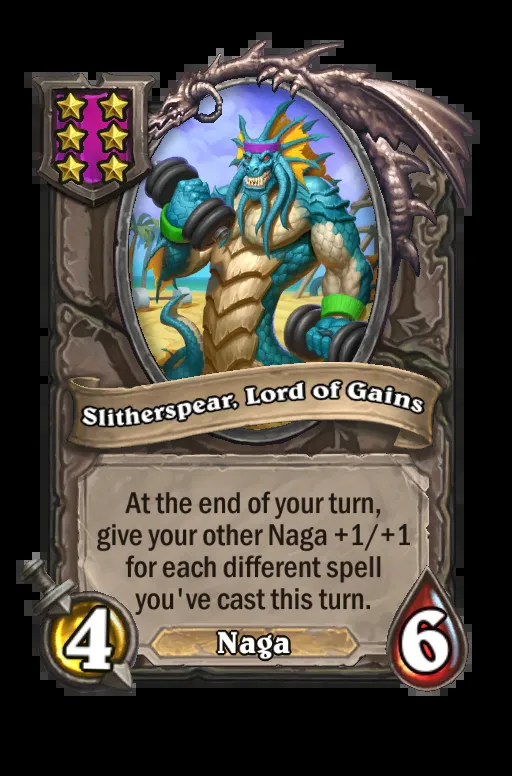 Slitherspear, Lord of Gains
At the end of your turn,
give your other Naga +1/+1
for each different spell
you've cast this turn.
4
Naga
6